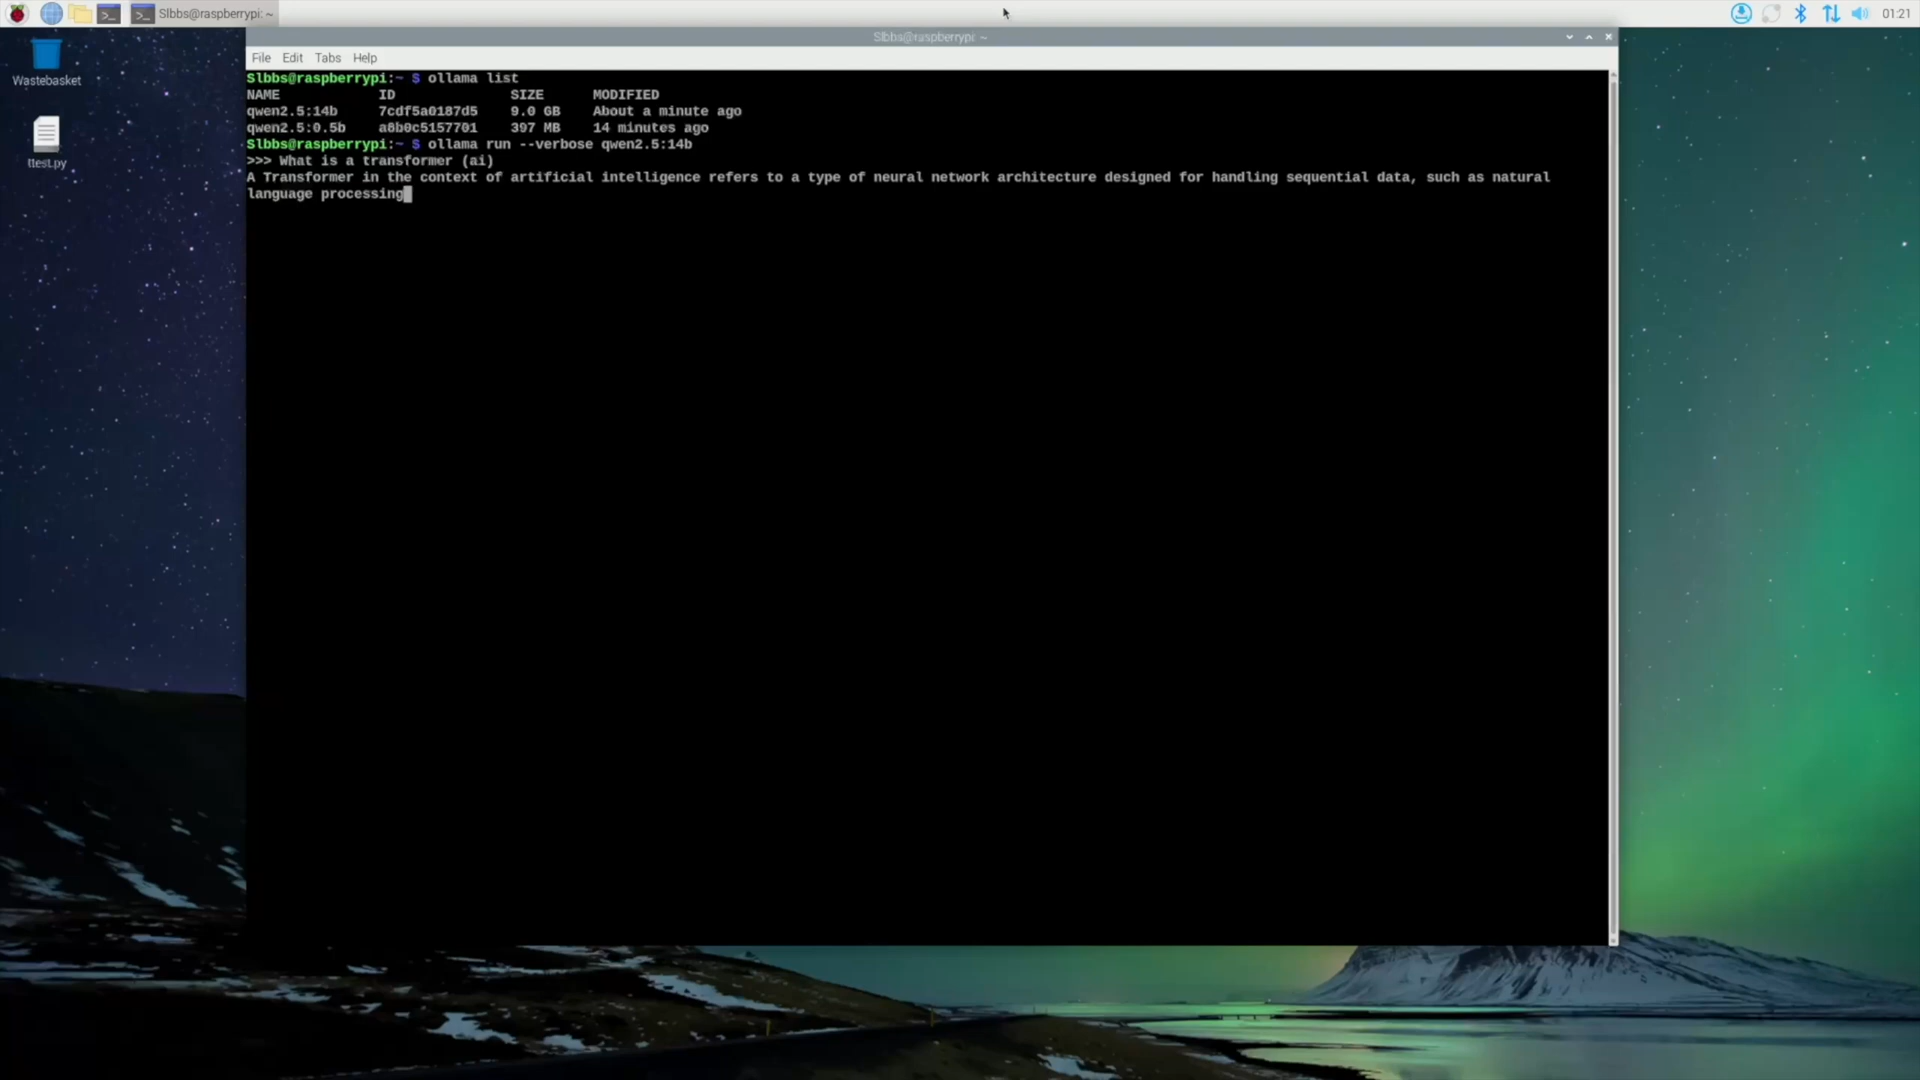 Slbbs@raspberrypi: ~
01:21
Wastebasket
ttest.py
Slbbs@raspberrypi: ~
File Edit Tabs Help
Slbbs@raspberrypi:~ $ ollama list
NAME ID SIZE MODIFIED
qwen2.5:14b 7cdf5a0187d5 9.0 GB About a minute ago
qwen2.5:0.5b a8b0c5157701 397 MB 14 minutes ago
Slbbs@raspberrypi:~ $ ollama run --verbose qwen2.5:14b
>>> What is a transformer (ai)
A Transformer in the context of artificial intelligence refers to a type of neural network architecture designed for handling sequential data, such as natural
language processing